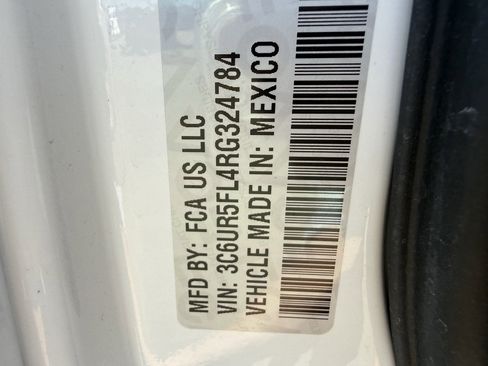 MFD BY: FCA US LLC
VIN: 3C6UR5FL4RG324784
VEHICLE MADE IN: MEXICO